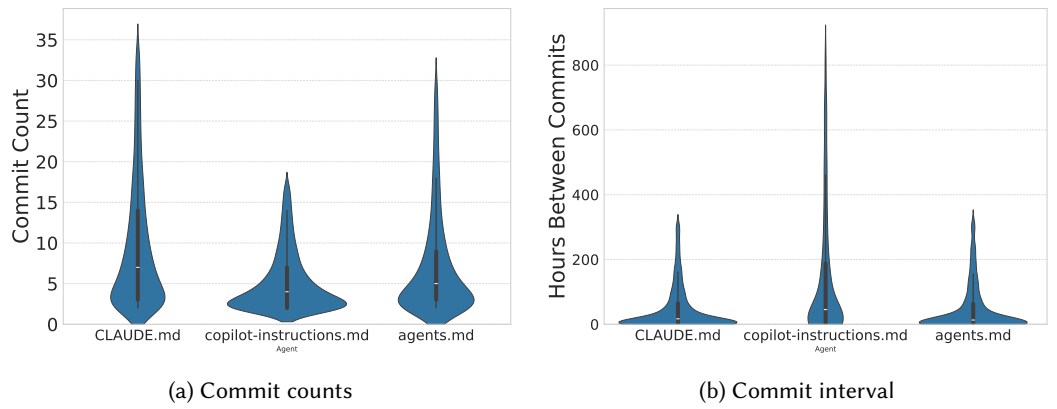 Commit Count
35
30
25
20
15
10
5
0
CLAUDE.md copilot-instructions.md agents.md
Agent
(a) Commit counts
Hours Between Commits
800
600
400
200
0
CLAUDE.md copilot-instructions.md agents.md
Agent
(b) Commit interval